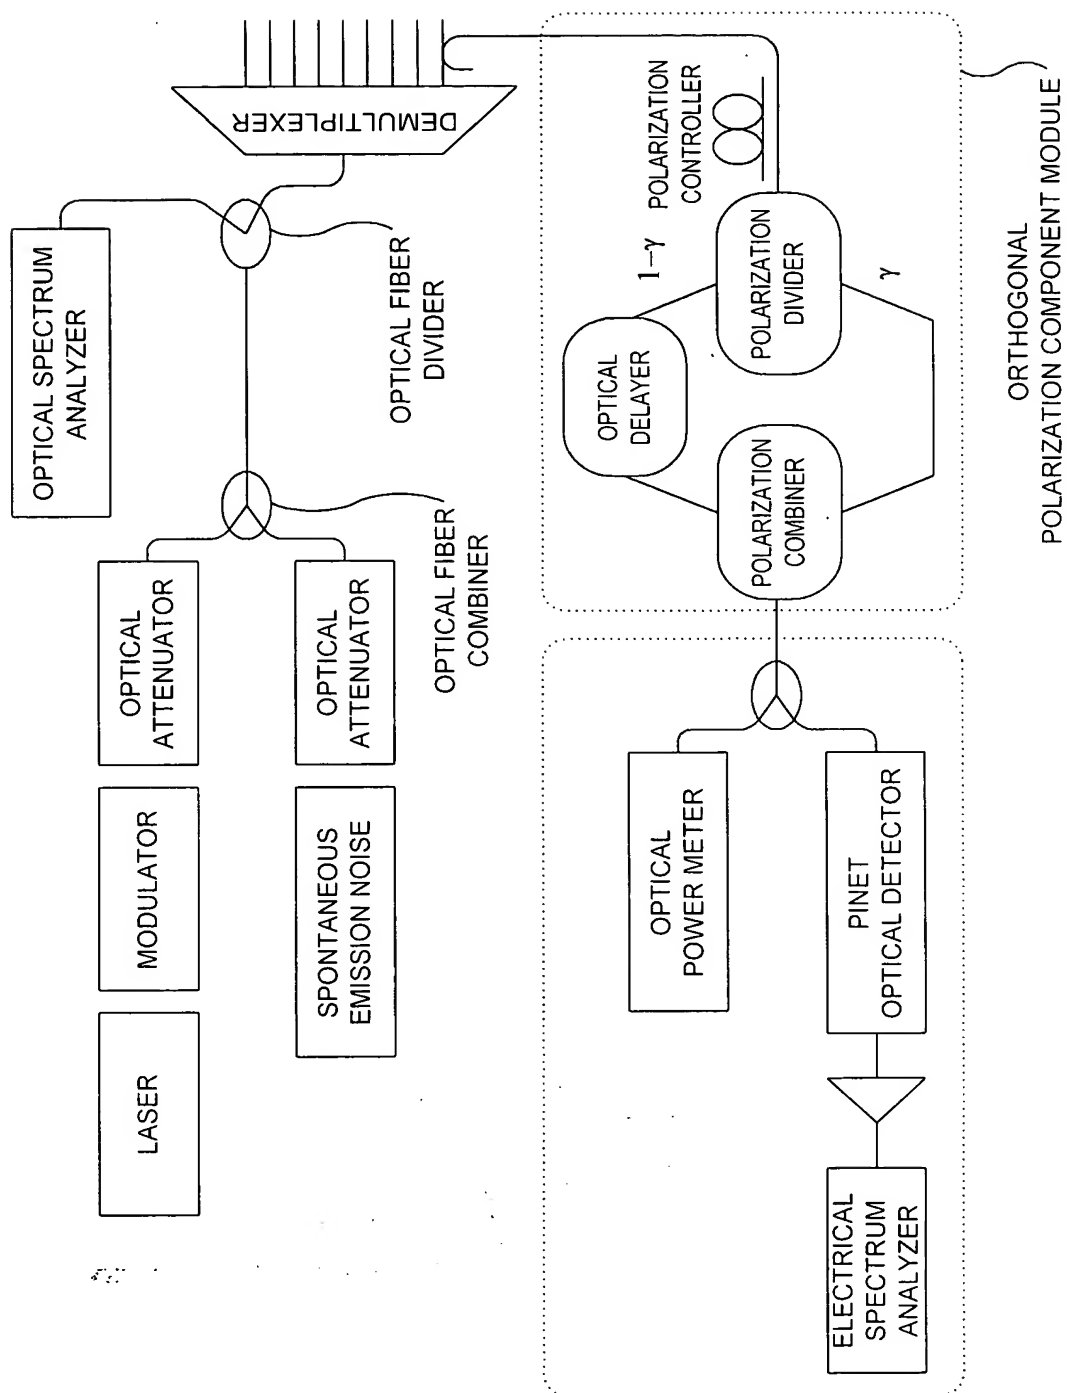 LASER
MODULATOR
OPTICAL
ATTENUATOR
SPONTANEOUS
EMISSION NOISE
OPTICAL
ATTENUATOR
OPTICAL FIBER
COMBINER
OPTICAL SPECTRUM
ANALYZER
OPTICAL FIBER
DIVIDER
DEMULTIPLEXER
ELECTRICAL
SPECTRUM
ANALYZER
OPTICAL
POWER METER
PINET
OPTICAL DETECTOR
POLARIZATION
COMBINER
OPTICAL
DELAYER
POLARIZATION
DIVIDER
1-γ
γ
POLARIZATION
CONTROLLER
ORTHOGONAL
POLARIZATION COMPONENT MODULE